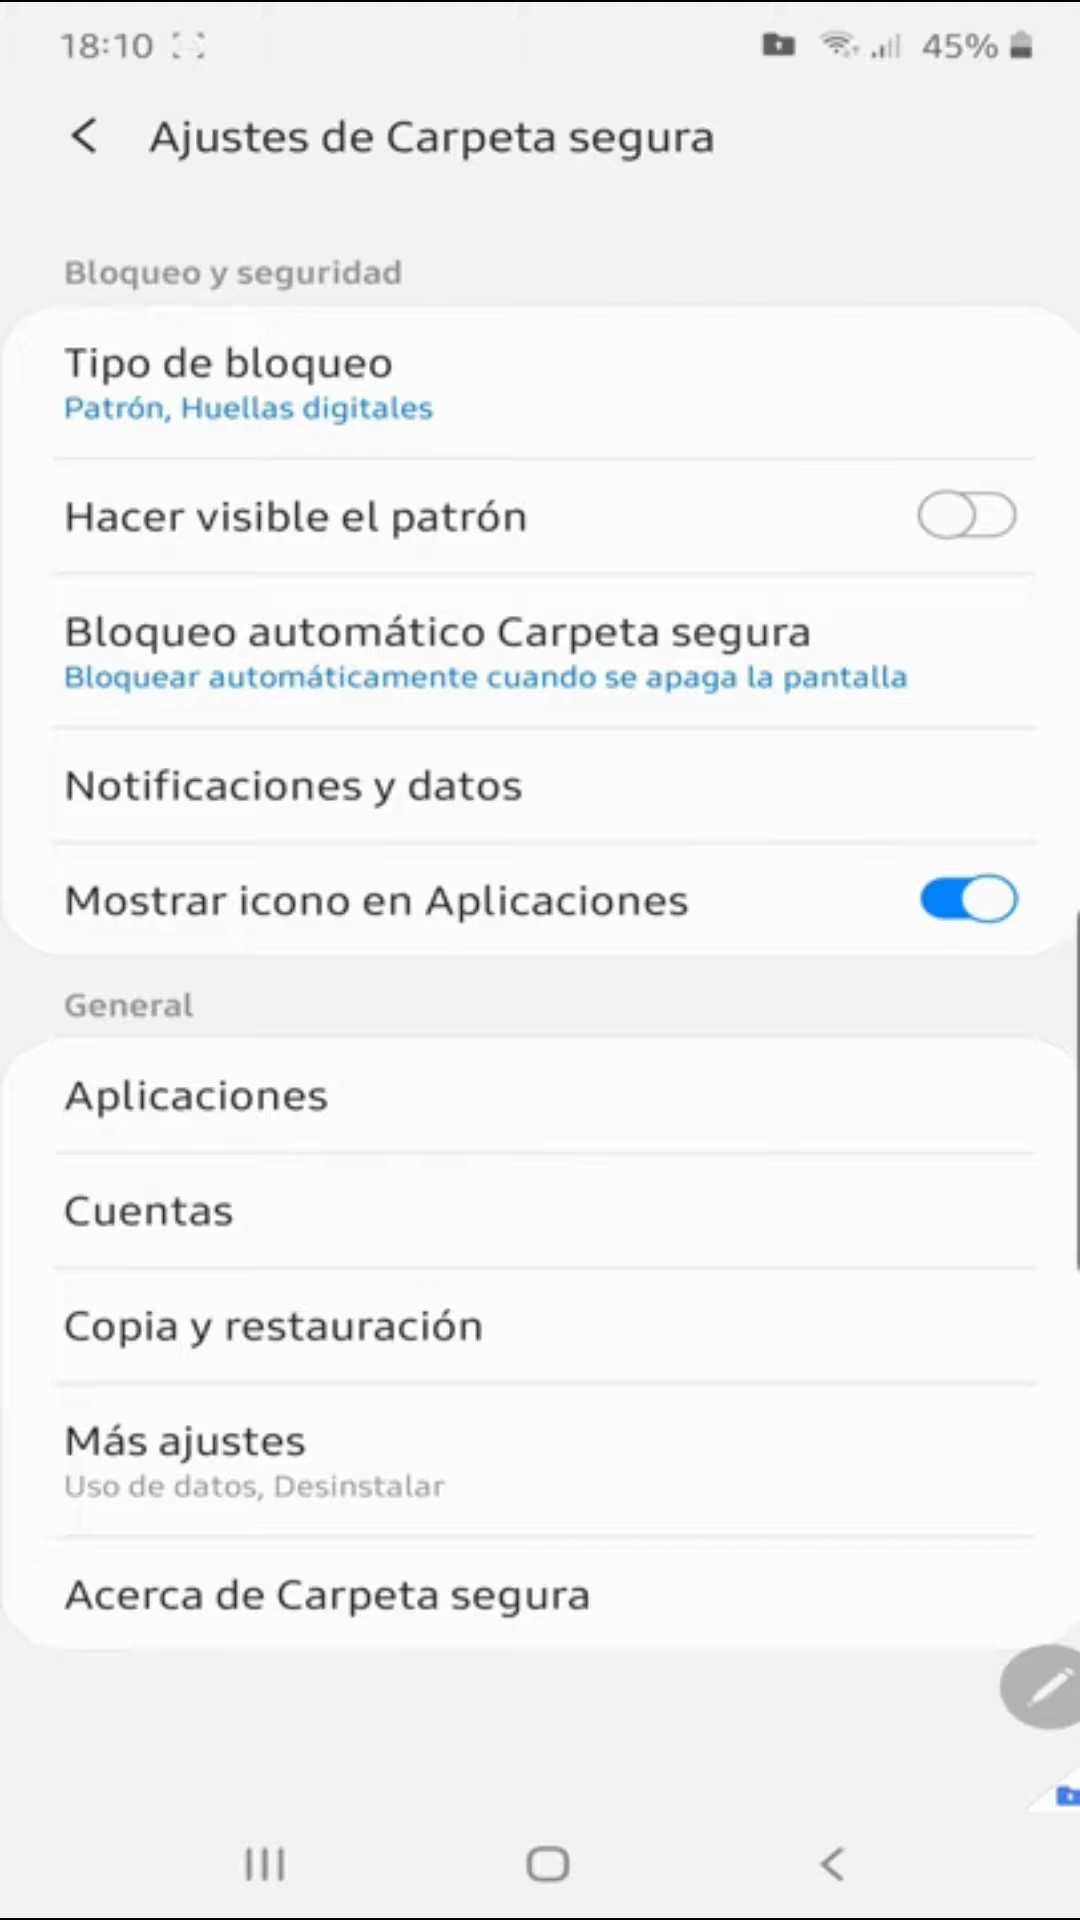 18:10 45%
Ajustes de Carpeta segura
Bloqueo y seguridad
Tipo de bloqueo
Patrón, Huellas digitales
Hacer visible el patrón
Bloqueo automático Carpeta segura
Bloquear automáticamente cuando se apaga la pantalla
Notificaciones y datos
Mostrar icono en Aplicaciones
General
Aplicaciones
Cuentas
Copia y restauración
Más ajustes
Uso de datos, Desinstalar
Acerca de Carpeta segura